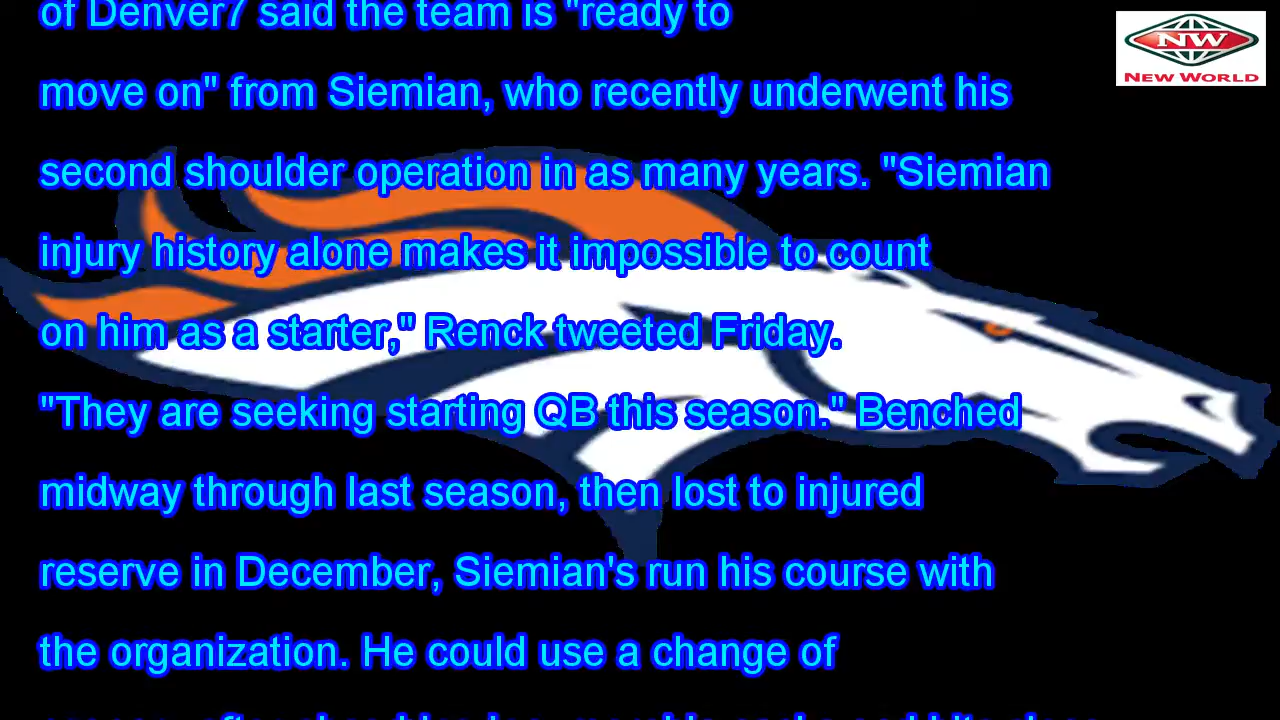 of Denver7 said the team is "ready to
NW
NEW WORLD
move on" from Siemian, who recently underwent his
second shoulder operation in as many years. "Siemian
injury history alone makes it impossible to count
on him as a starter," Renck tweeted Friday.
"They are seeking starting QB this season." Benched
midway through last season, then lost to injured
reserve in December, Siemian's run his course with
the organization. He could use a change of